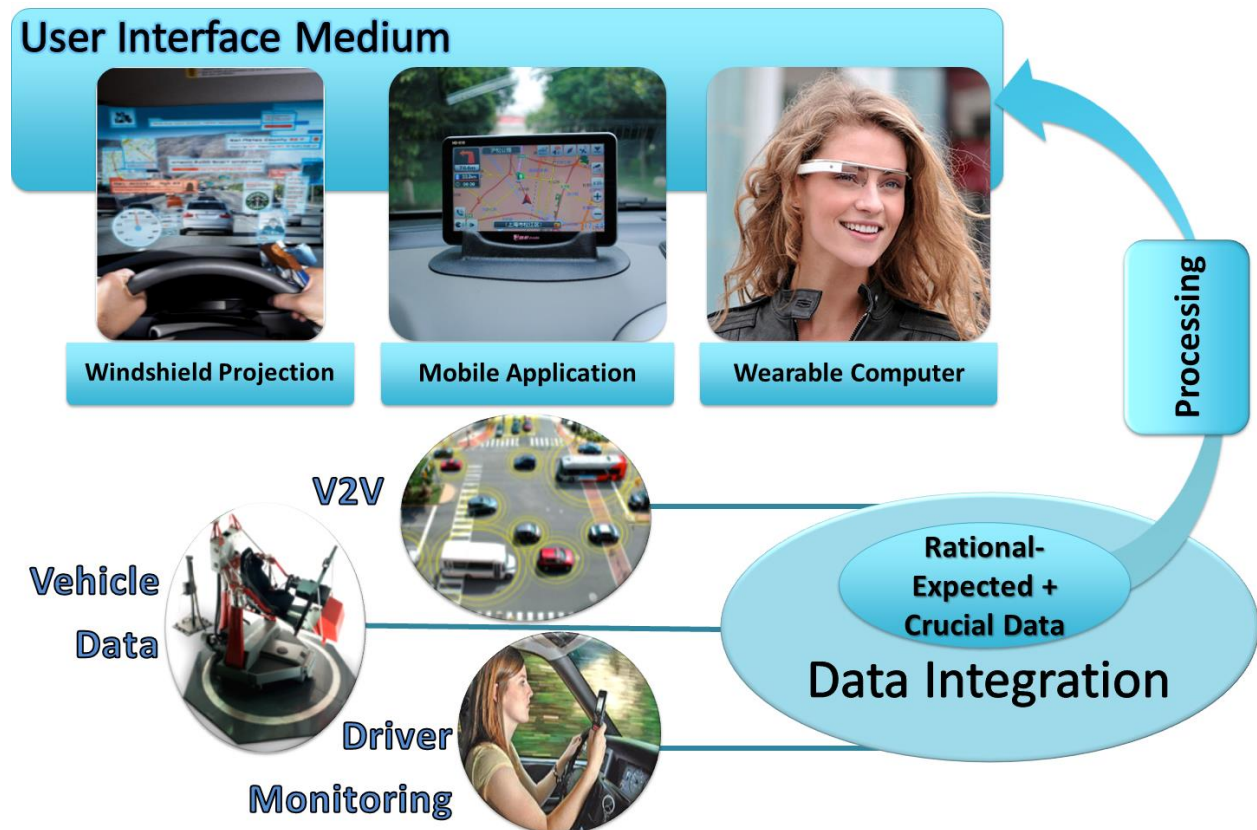 User Interface Medium
Windshield Projection
Mobile Application
Wearable Computer
Processing
V2V
Vehicle
Data
Driver
Monitoring
Rational-
Expected +
Crucial Data
Data Integration